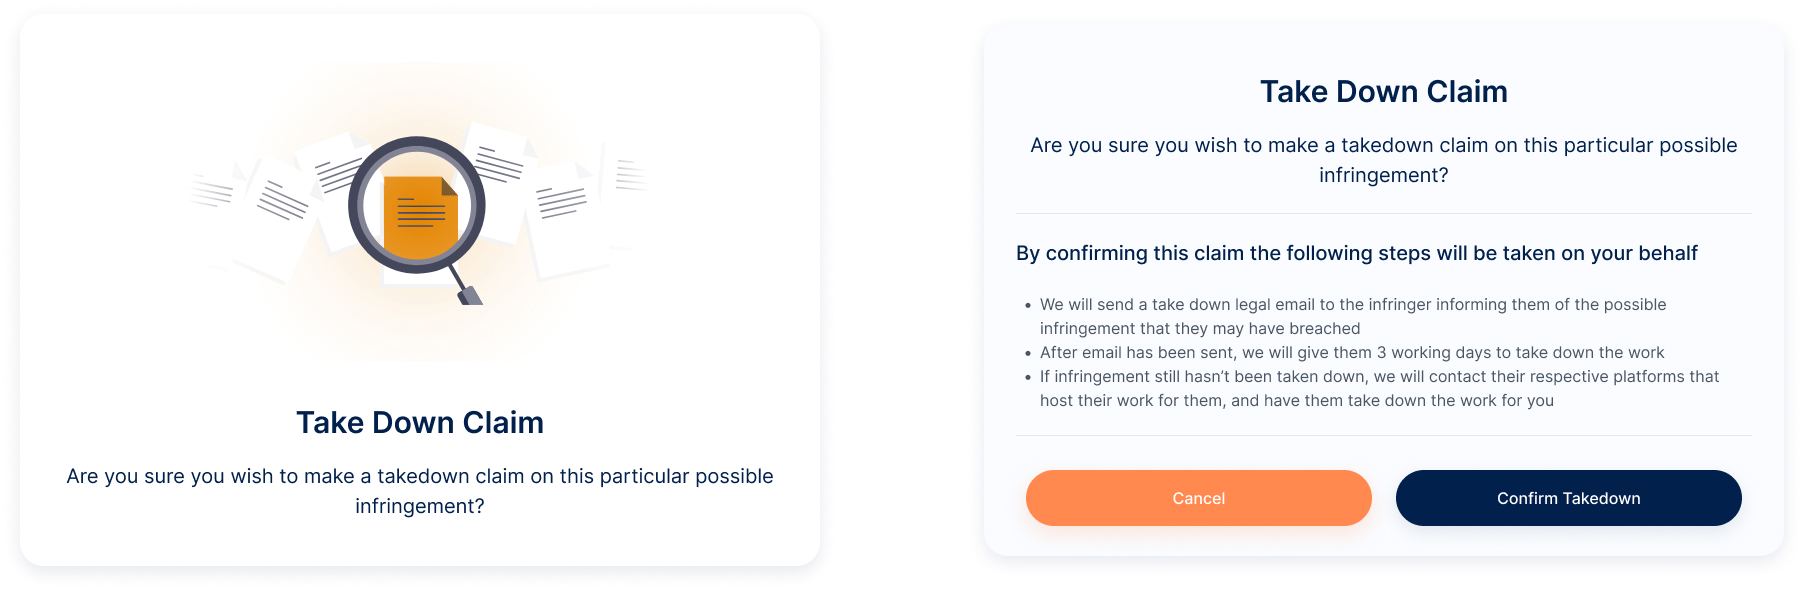 Take Down Claim
Are you sure you wish to make a takedown claim on this particular possible
infringement?
Take Down Claim
Are you sure you wish to make a takedown claim on this particular possible
infringement?
By confirming this claim the following steps will be taken on your behalf
• We will send a take down legal email to the infringer informing them of the possible
infringement that they may have breached
• After email has been sent, we will give them 3 working days to take down the work
• If infringement still hasn’t been taken down, we will contact their respective platforms that
host their work for them, and have them take down the work for you
Cancel
Confirm Takedown